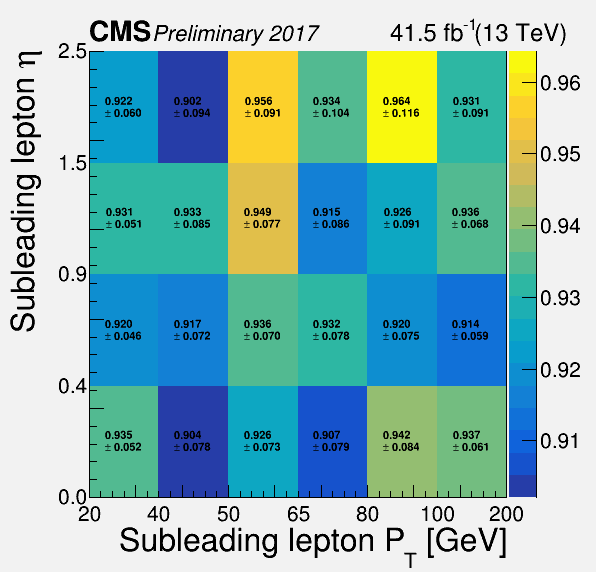 CMS Preliminary 2017 41.5 fb⁻¹(13 TeV)
Subleading lepton η
2.5
0.922 0.902 0.956 0.934 0.964 0.931
± 0.060 ± 0.094 ± 0.091 ± 0.104 ± 0.116 ± 0.091
1.5
0.931 0.933 0.949 0.915 0.926 0.936
± 0.051 ± 0.085 ± 0.077 ± 0.086 ± 0.091 ± 0.068
0.9
0.920 0.917 0.936 0.932 0.920 0.914
± 0.046 ± 0.072 ± 0.070 ± 0.078 ± 0.075 ± 0.059
0.4
0.935 0.904 0.926 0.907 0.942 0.937
± 0.052 ± 0.078 ± 0.073 ± 0.079 ± 0.084 ± 0.061
0.0
20 40 50 65 80 100 200
Subleading lepton P_T [GeV]
0.96
0.95
0.94
0.93
0.92
0.91